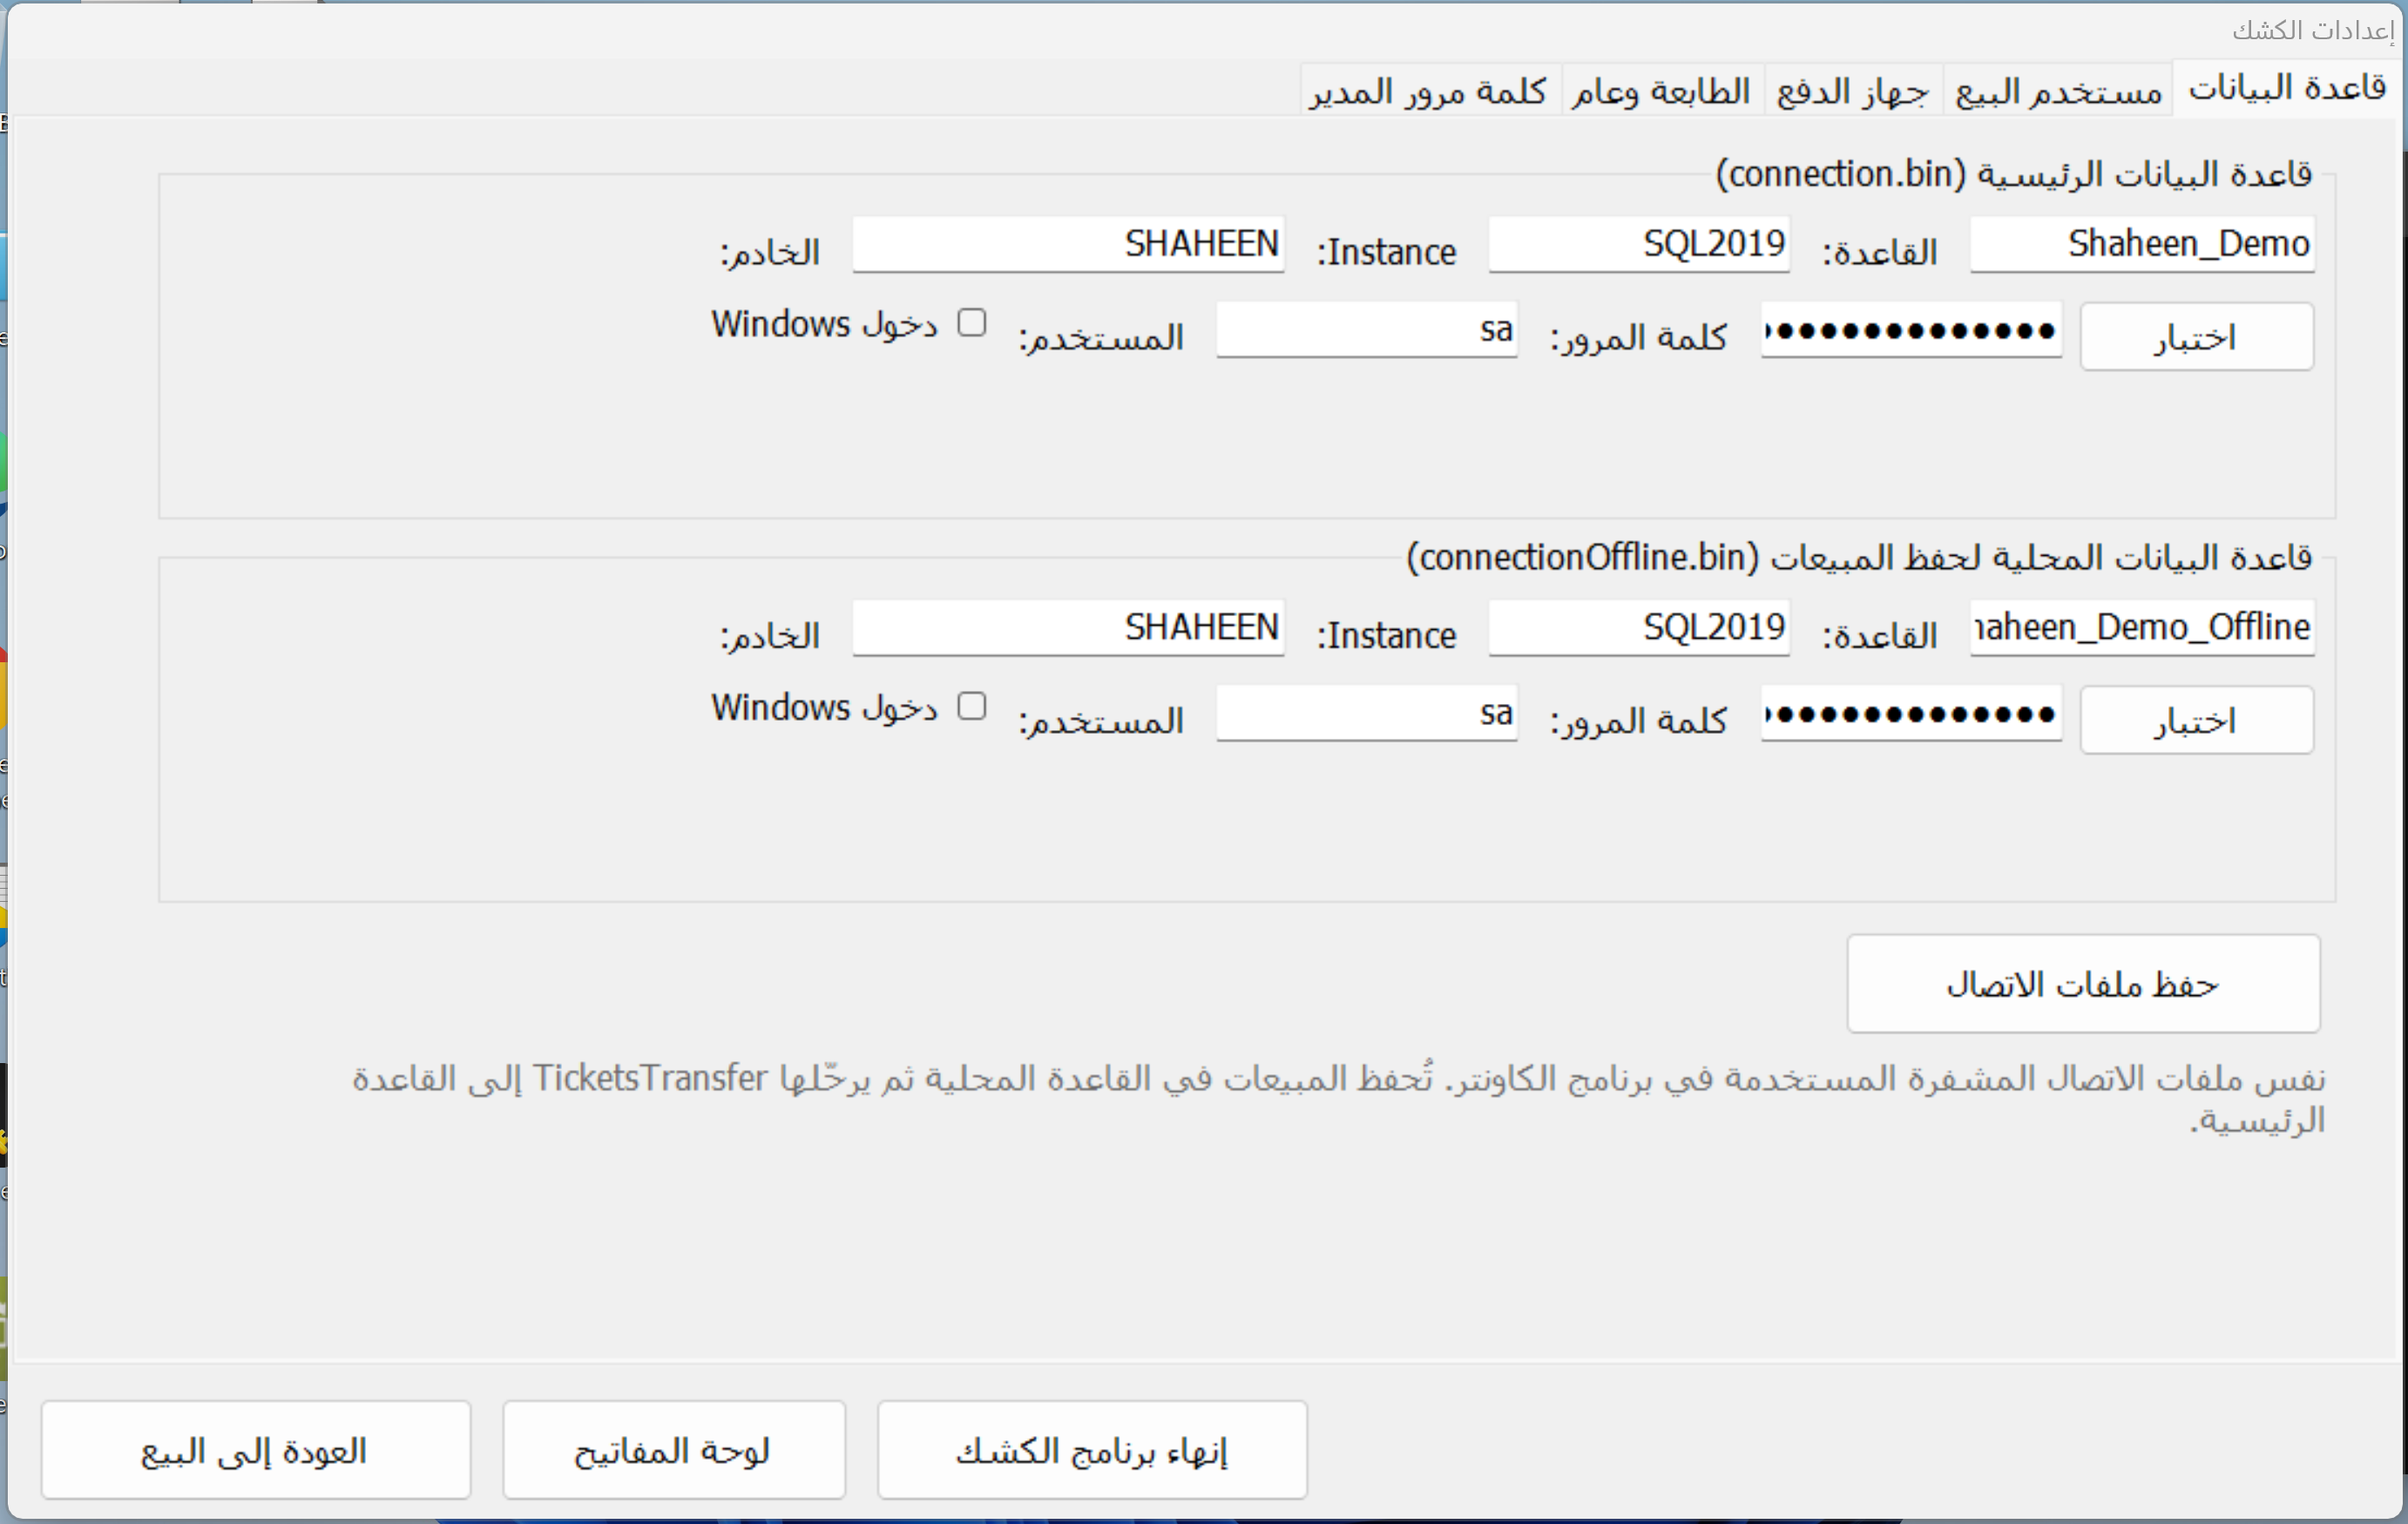 إعدادات الكشك
قاعدة البيانات
مستخدم البيع
جهاز الدفع
الطابعة وعام
كلمة مرور المدير
قاعدة البيانات الرئيسية (connection.bin)
Shaheen_Demo
القاعدة:
SQL2019
Instance:
SHAHEEN
الخادم:
اختبار
كلمة المرور:
sa
المستخدم:
دخول Windows
قاعدة البيانات المحلية لحفظ المبيعات (connectionOffline.bin)
haheen_Demo_Offline
القاعدة:
SQL2019
Instance:
SHAHEEN
الخادم:
اختبار
كلمة المرور:
sa
المستخدم:
دخول Windows
حفظ ملفات الاتصال
نفس ملفات الاتصال المشفرة المستخدمة في برنامج الكاونتر. تُحفظ المبيعات في القاعدة المحلية ثم يرحّلها TicketsTransfer إلى القاعدة
الرئيسية.
إنهاء برنامج الكشك
لوحة المفاتيح
العودة إلى البيع